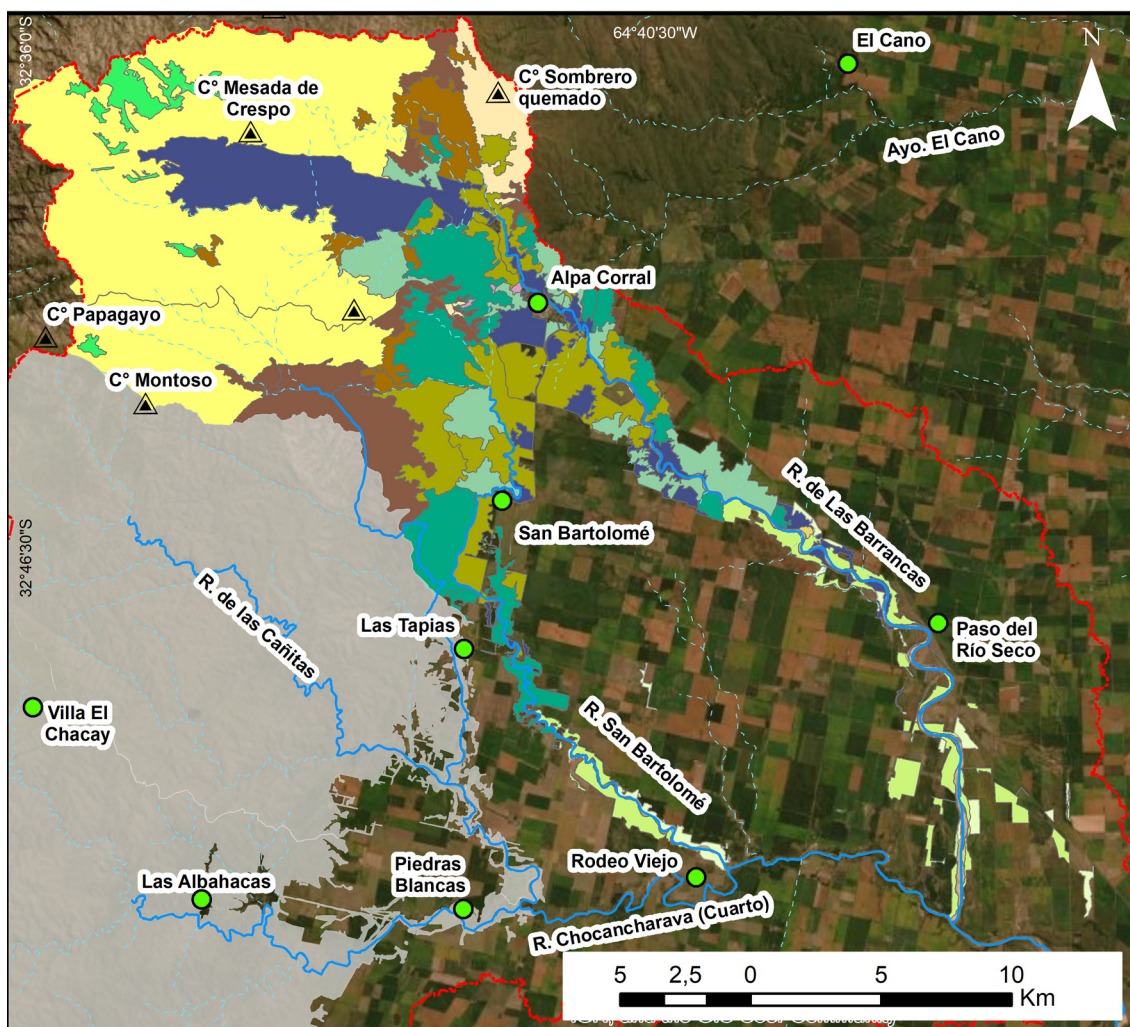 32°36'0"S
64°40'30"W
N
El Cano
C° Mesada de
Crespo
C° Sombrero
quemado
Ayo. El Cano
Alpa Corral
C° Papagayo
C° Montoso
R. de Las Barrancas
San Bartolomé
32°46'30"S
R. de las Cañitas
Las Tapias
Paso del
Río Seco
Villa El
Chacay
R. San Bartolomé
Piedras
Blancas
Rodeo Viejo
Las Albahacas
R. Chocancharava (Cuarto)
5 2,5 0 5 10
Km